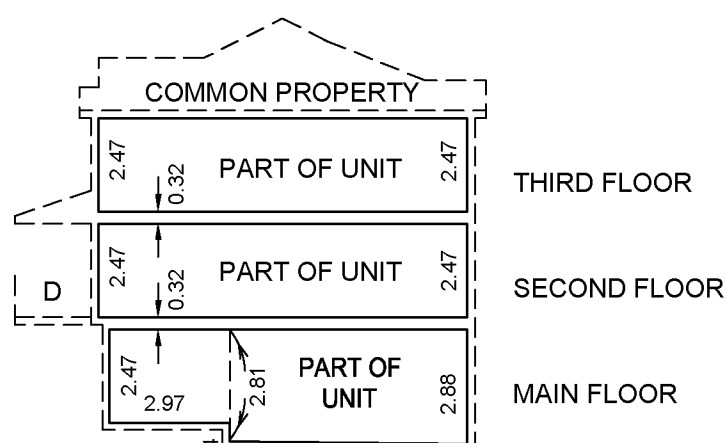 COMMON PROPERTY
2.47
PART OF UNIT
2.47
0.32
THIRD FLOOR
2.47
PART OF UNIT
2.47
0.32
D
SECOND FLOOR
2.47
2.97
2.81
PART OF
UNIT
2.88
MAIN FLOOR